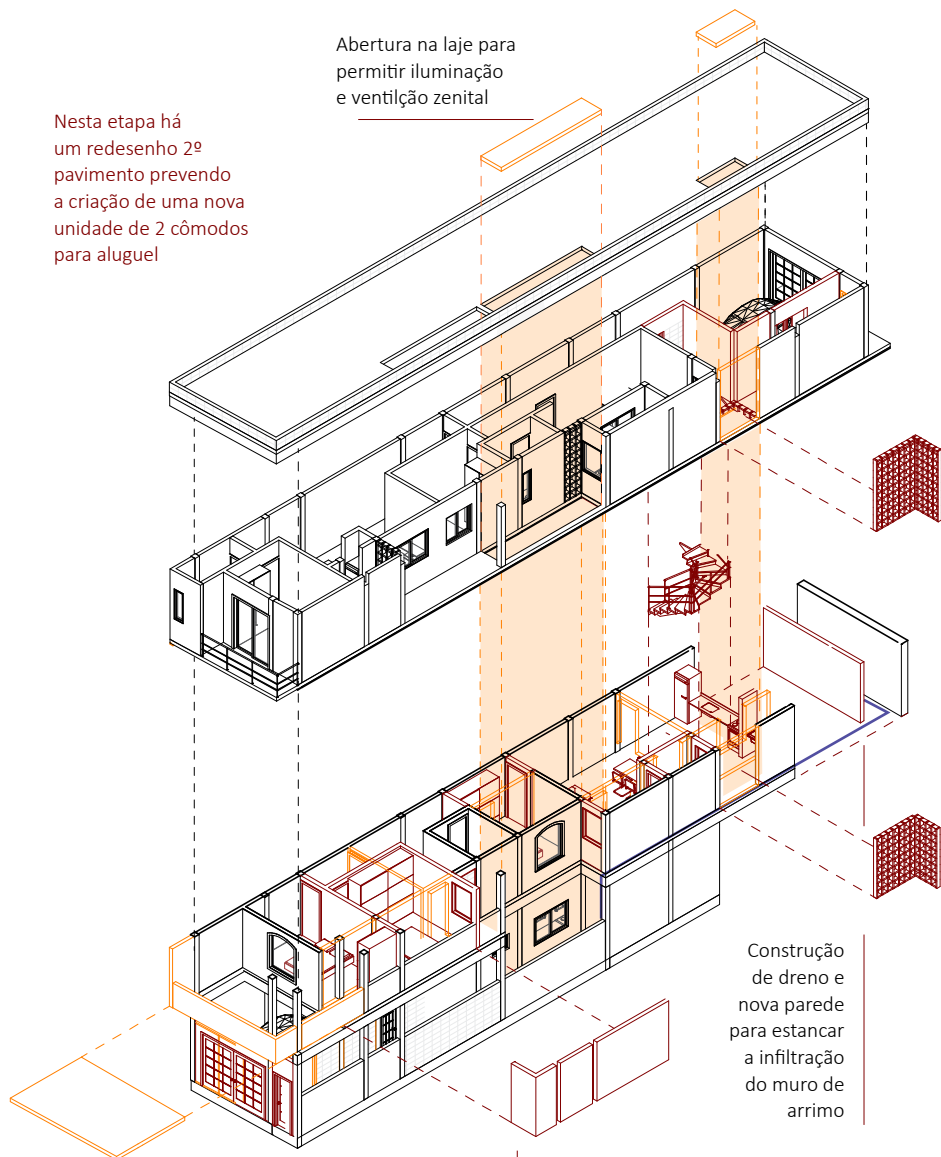 Abertura na laje para
permitir iluminação
e ventilção zenital
Nesta etapa há
um redesenho 2º
pavimento prevendo
a criação de uma nova
unidade de 2 cômodos
para aluguel
Construção
de dreno e
nova parede
para estancar
a infiltração
do muro de
arrimo